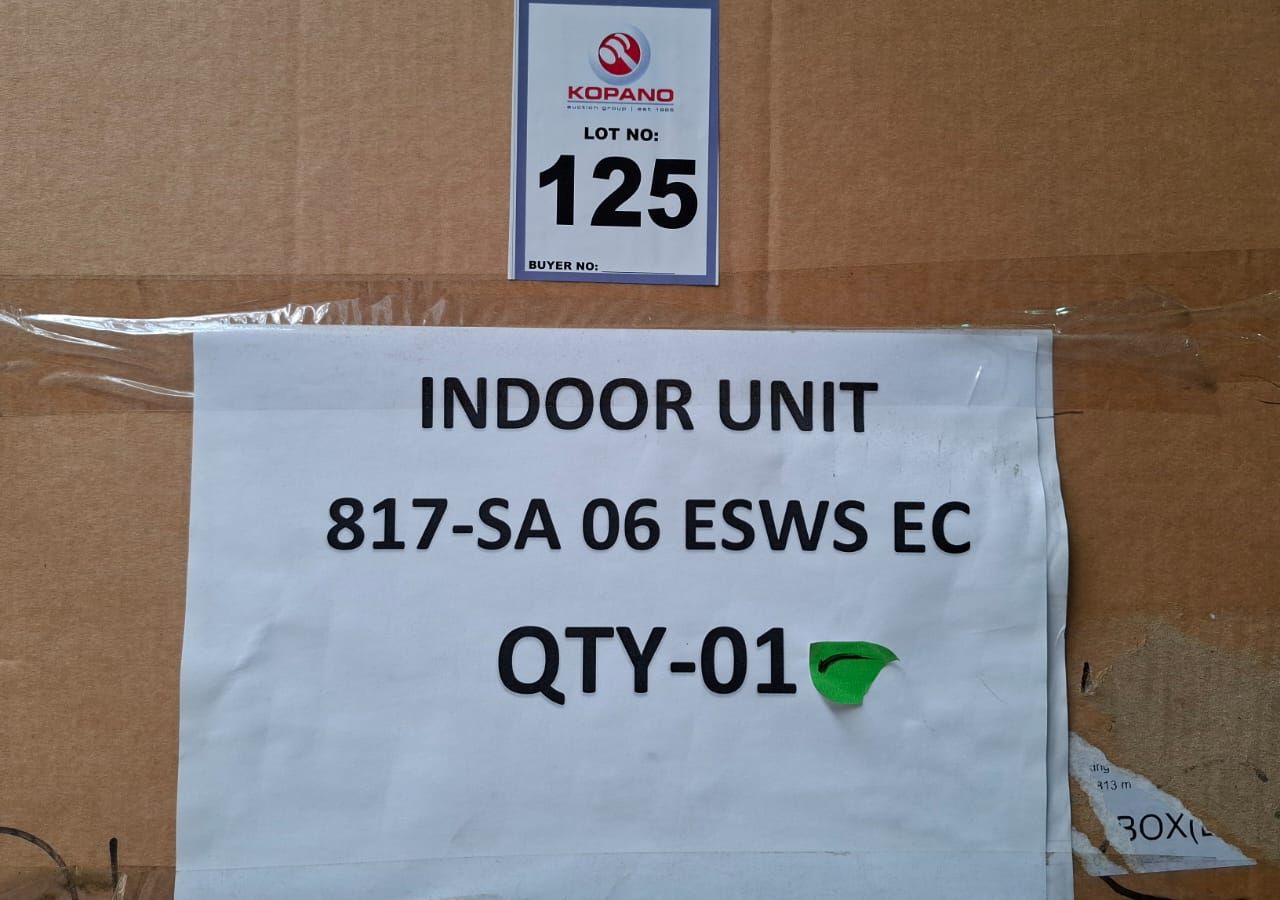 KOPANO
auction group | est 1995
LOT NO:
125
BUYER NO:
INDOOR UNIT
817-SA 06 ESWS EC
QTY-01
BOX(